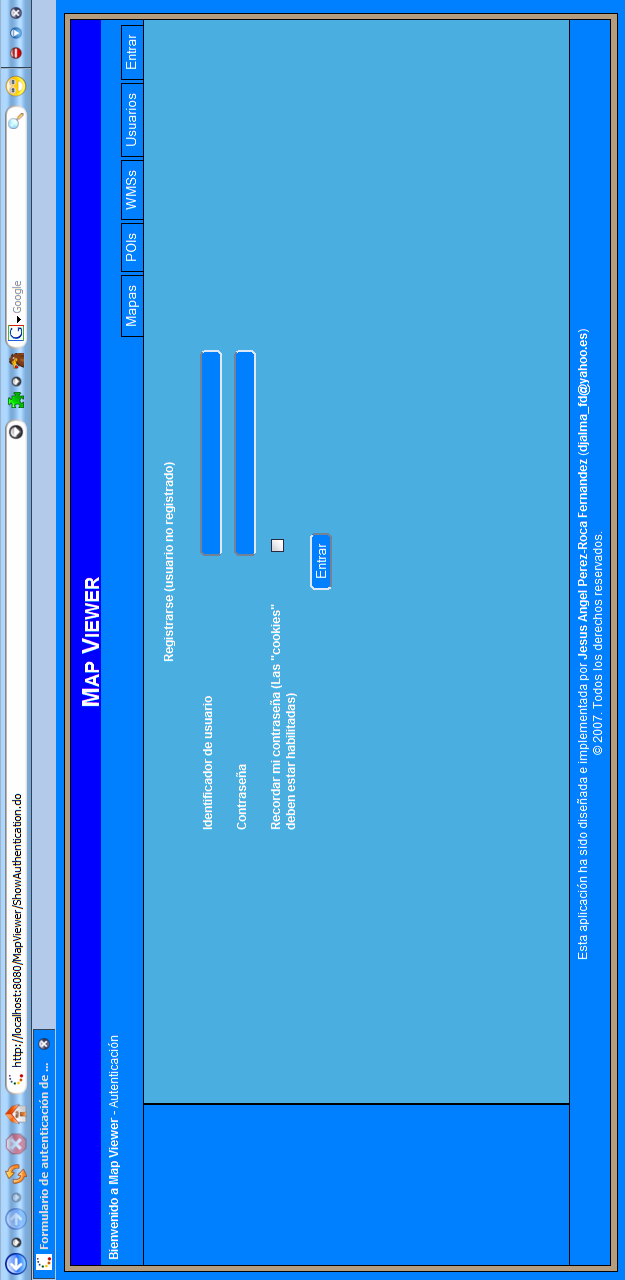 http://localhost:8080/MapViewer/ShowAuthentication.do
Google
Formulario de autenticación de ...
MAP VIEWER
Bienvenido a Map Viewer - Autenticación
Mapas
POIs
WMSs
Usuarios
Entrar
Registrarse (usuario no registrado)
Identificador de usuario
Contraseña
Recordar mi contraseña (Las "cookies"
deben estar habilitadas)
Entrar
Esta aplicación ha sido diseñada e implementada por Jesus Angel Perez-Roca Fernandez (djalma_fd@yahoo.es)
© 2007. Todos los derechos reservados.